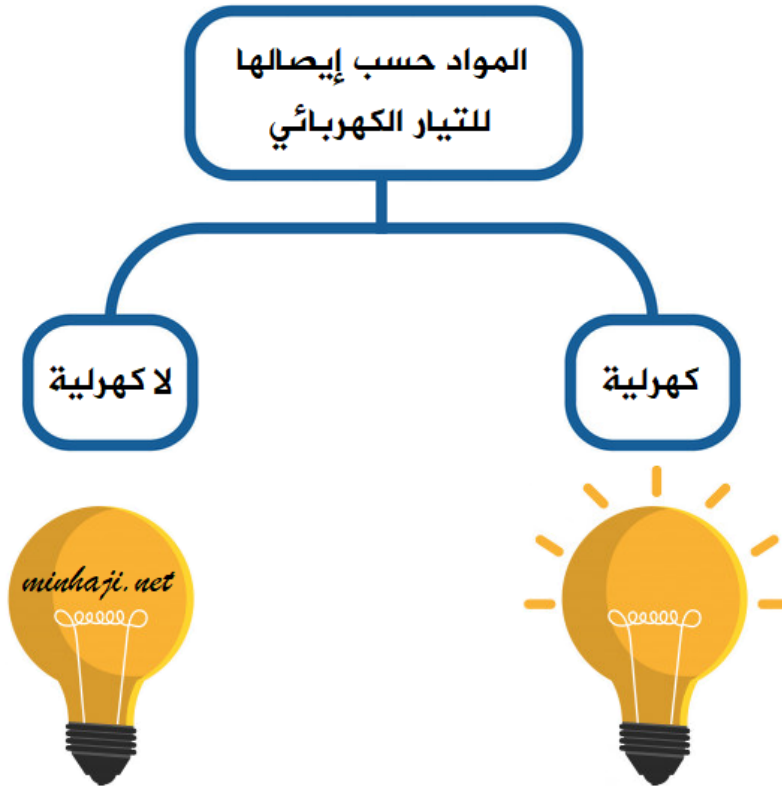 المواد حسب إيصالها
للتيار الكهربائي
كهرلية
لا كهرلية
minhaji.net